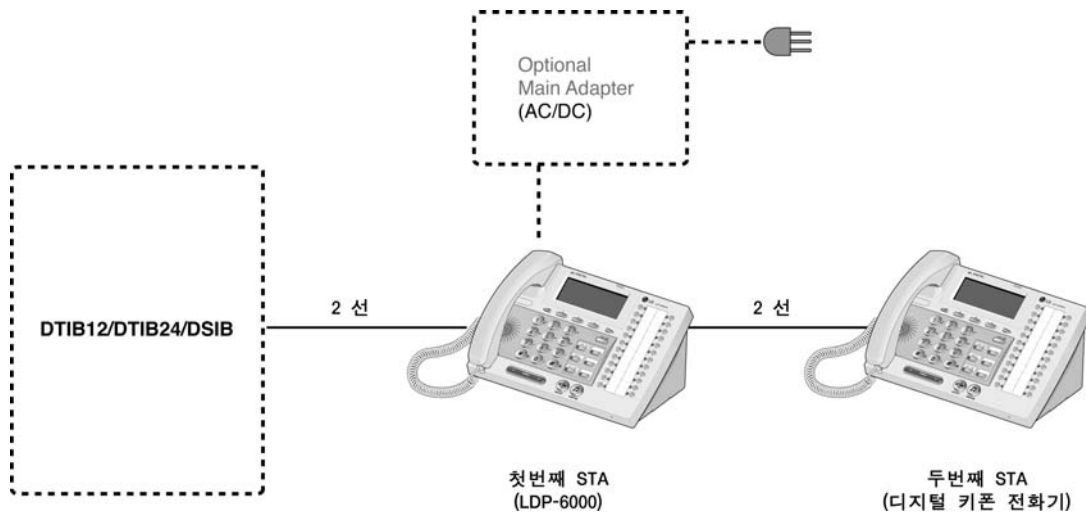 Optional
Main Adapter
(AC/DC)
DTIB12/DTIB24/DSIB
2 선
2 선
첫번째 STA
(LDP-6000)
두번째 STA
(디지털 키폰 전화기)